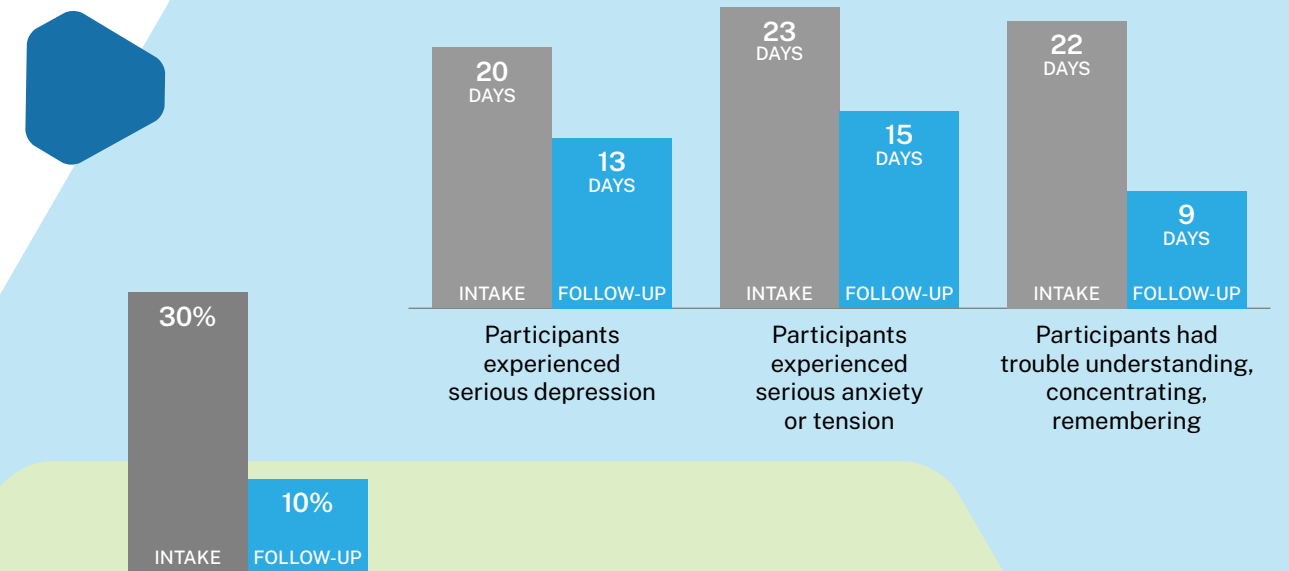 20
DAYS
13
DAYS
INTAKE
FOLLOW-UP
Participants
experienced
serious depression
23
DAYS
15
DAYS
INTAKE
FOLLOW-UP
Participants
experienced
serious anxiety
or tension
22
DAYS
9
DAYS
INTAKE
FOLLOW-UP
Participants had
trouble understanding,
concentrating,
remembering
30%
10%
INTAKE
FOLLOW-UP